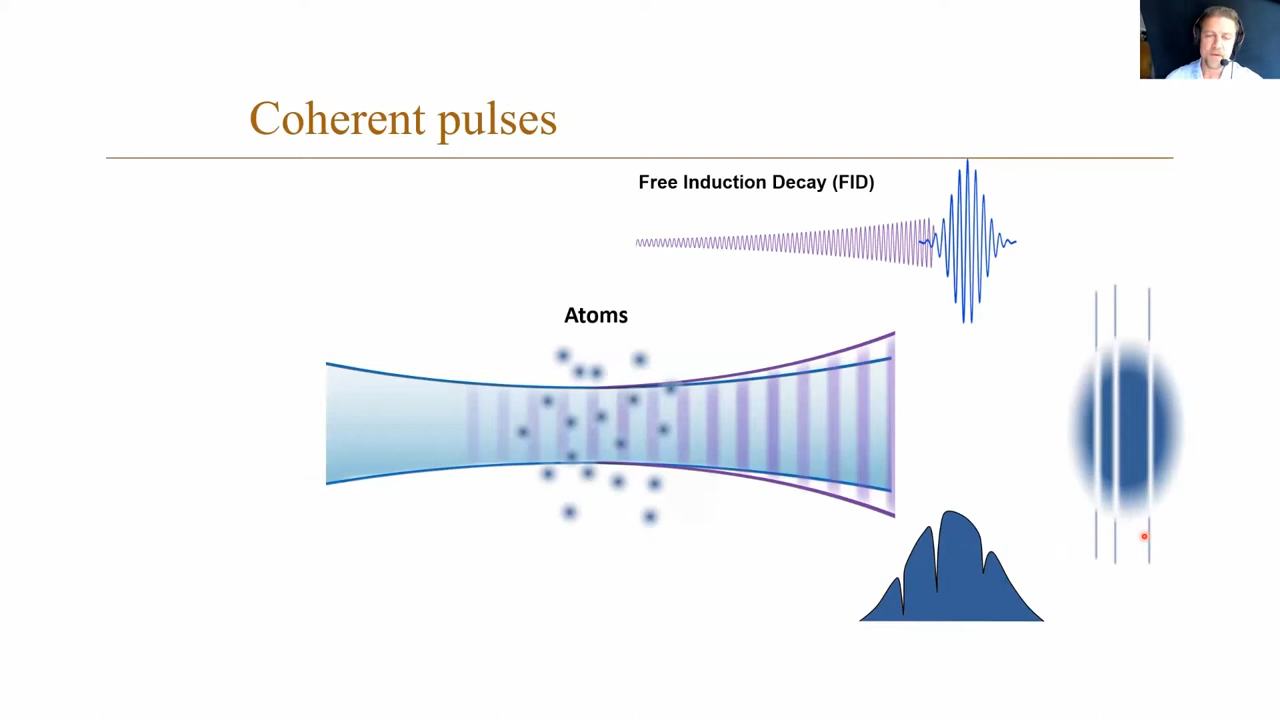 Coherent pulses
Free Induction Decay (FID)
Atoms